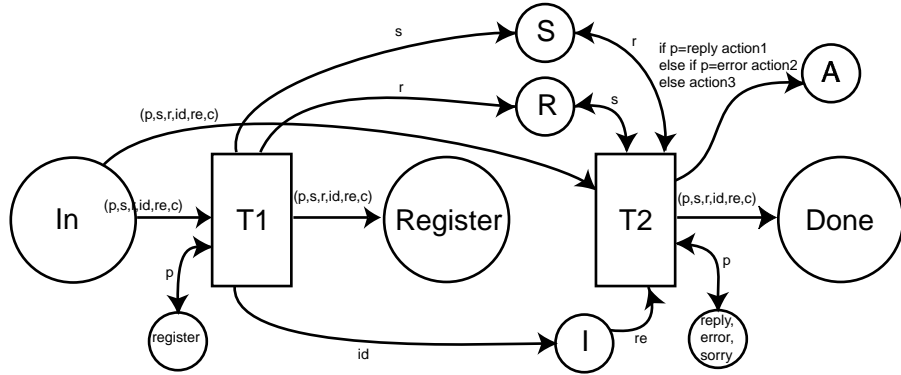 s
S
r
if p=reply action1
else if p=error action2
else action3
A
r
R
s
(p,s,r,id,re,c)
In
(p,s,r,id,re,c)
T1
(p,s,r,id,re,c)
Register
T2
(p,s,r,id,re,c)
Done
p
register
p
reply,
error,
sorry
id
I
re